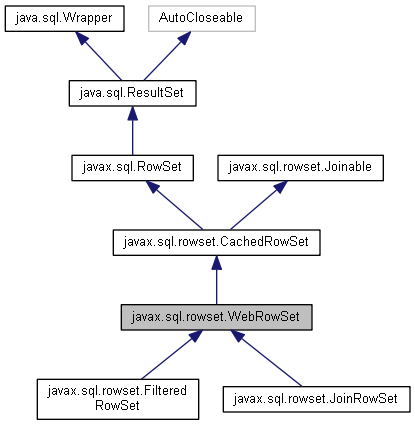 java.sql.Wrapper
AutoCloseable
java.sql.ResultSet
javax.sql.RowSet
javax.sql.rowset.Joinable
javax.sql.rowset.CachedRowSet
javax.sql.rowset.WebRowSet
javax.sql.rowset.Filtered
RowSet
javax.sql.rowset.JoinRowSet